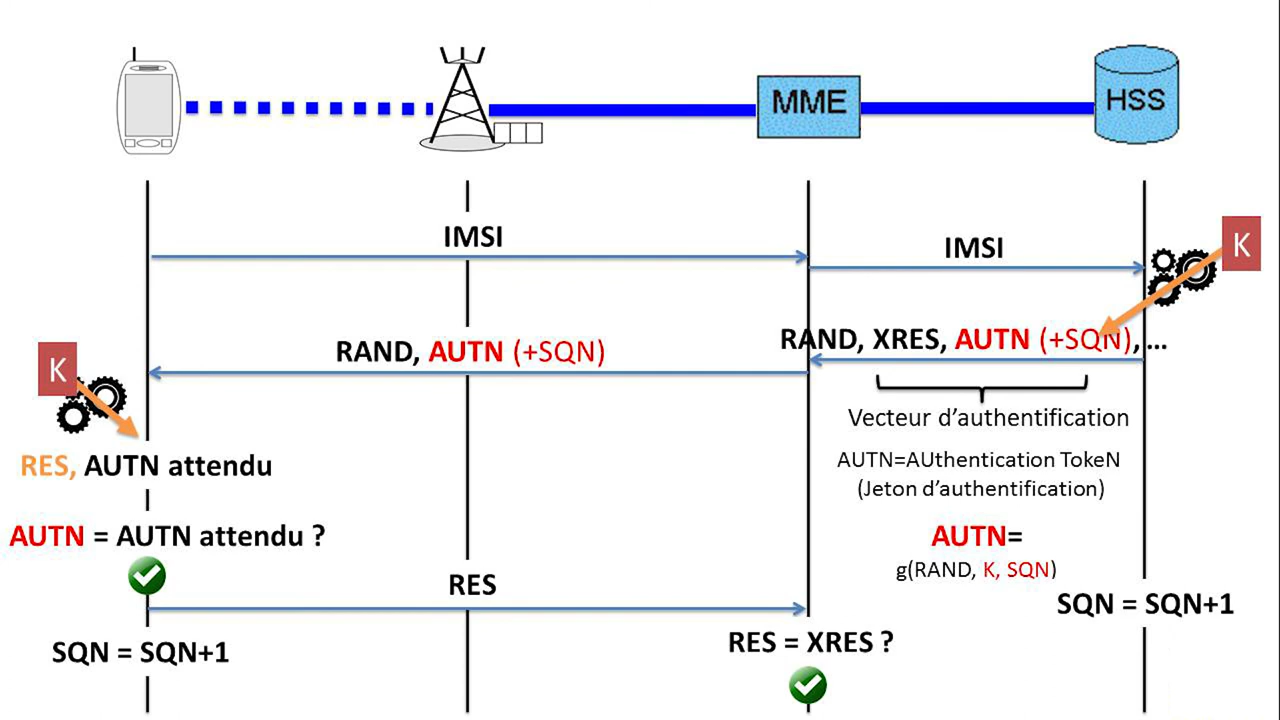 MME
HSS
IMSI
IMSI
K
RAND, XRES, AUTN (+SQN), ...
RAND, AUTN (+SQN)
K
Vecteur d'authentification
AUTN=AUthentication TokeN
(Jeton d'authentification)
RES, AUTN attendu
AUTN = AUTN attendu ?
AUTN=
g(RAND, K, SQN)
RES
SQN = SQN+1
RES = XRES ?
SQN = SQN+1